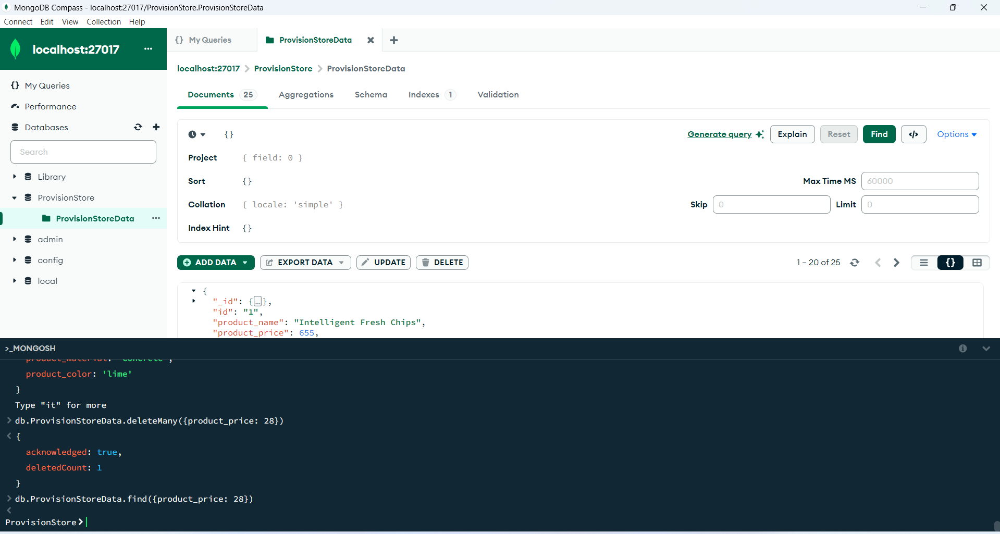 MongoDB Compass - localhost:27017/ProvisionStore.ProvisionStoreData
Connect Edit View Collection Help
localhost:27017 ...
{} My Queries
ProvisionStoreData
localhost:27017 > ProvisionStore > ProvisionStoreData
{} My Queries
Performance
Databases
Search
Library
ProvisionStore
ProvisionStoreData ...
admin
config
local
Documents 25 Aggregations Schema Indexes 1 Validation
{} Generate query Explain Reset Find </> Options
Project { field: 0 }
Sort {} Max Time MS 60000
Collation { locale: 'simple' } Skip 0 Limit 0
Index Hint {}
ADD DATA EXPORT DATA UPDATE DELETE 1 – 20 of 25 {}
{
"_id": {...},
"id": "1",
"product_name": "Intelligent Fresh Chips",
"product_price": 655,
>_MONGOSH
product_material: 'Concrete',
product_color: 'lime'
}
Type "it" for more
> db.ProvisionStoreData.deleteMany({product_price: 28})
< {
acknowledged: true,
deletedCount: 1
}
> db.ProvisionStoreData.find({product_price: 28})
<
ProvisionStore>